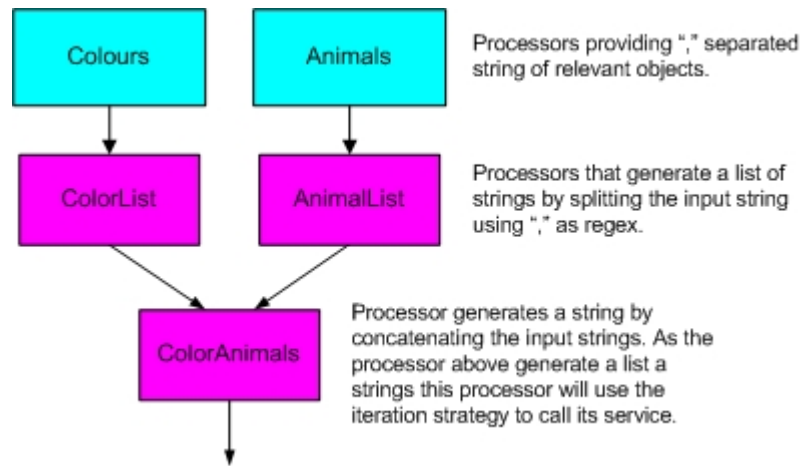 Colours
Animals
Processors providing “,” separated
string of relevant objects.
ColorList
AnimalList
Processors that generate a list of
strings by splitting the input string
using “,” as regex.
ColorAnimals
Processor generates a string by
concatenating the input strings. As the
processor above generate a list a
strings this processor will use the
iteration strategy to call its service.